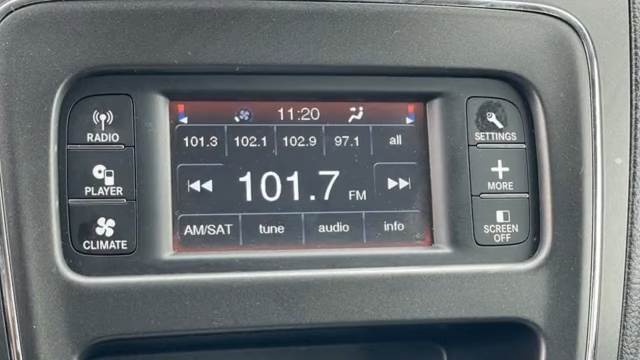 11:20
RADIO
101.3 102.1 102.9 97.1 all
SETTINGS
PLAYER
101.7 FM
MORE
CLIMATE
AM/SAT tune audio info
SCREEN
OFF